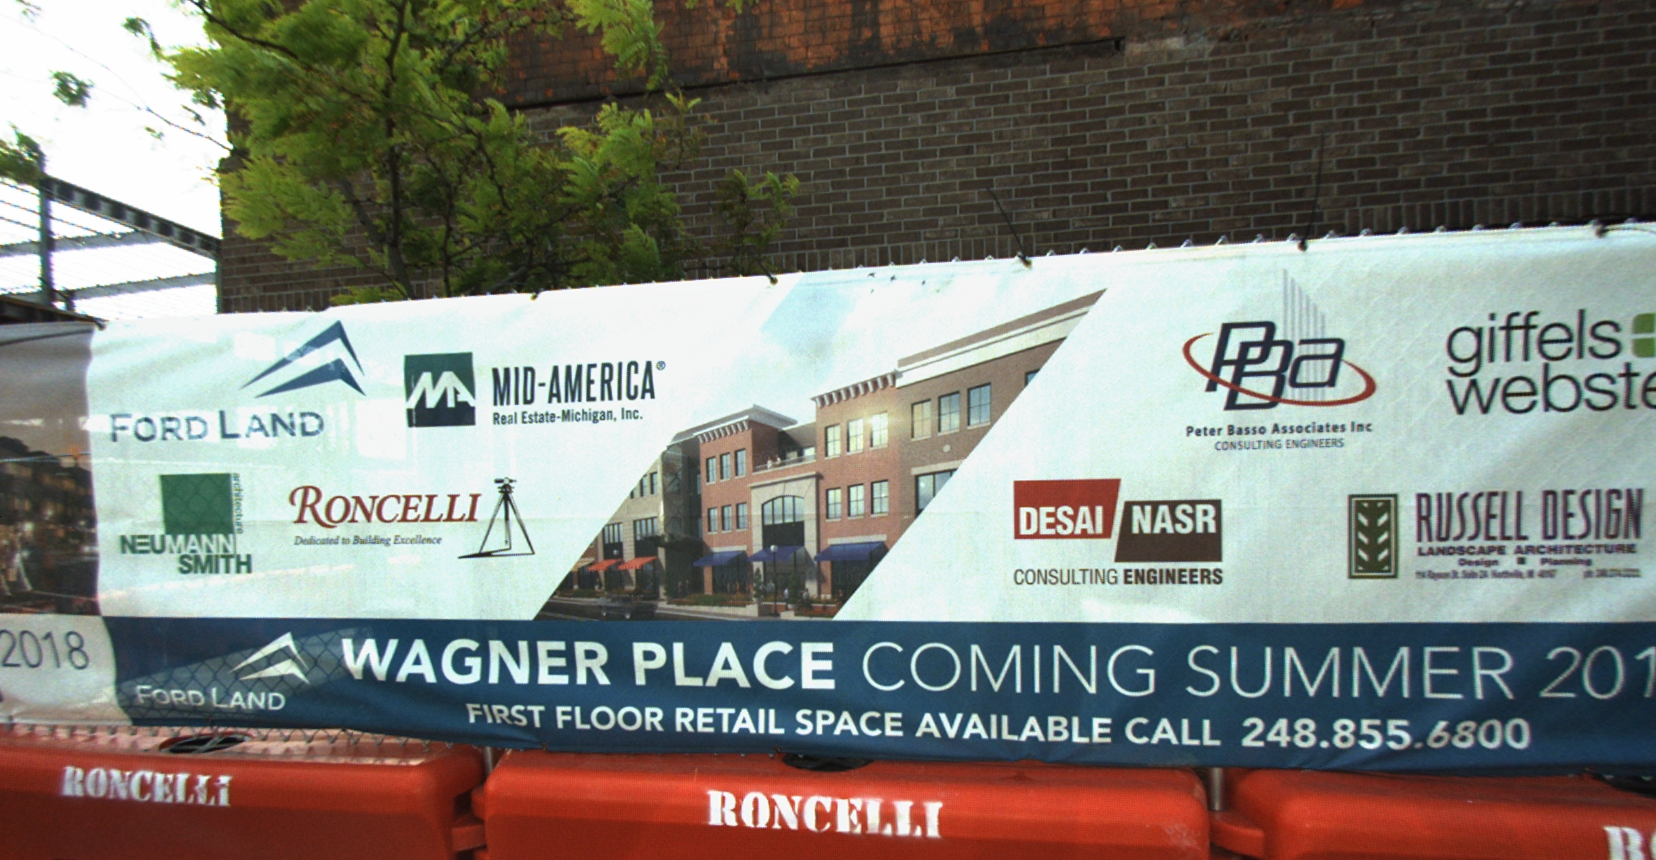 FORD LAND
MID-AMERICA®
Real Estate-Michigan, Inc.
NEUMANN
SMITH
architecture
RONCELLI
Dedicated to Building Excellence
PBa
Peter Basso Associates Inc
CONSULTING ENGINEERS
giffels
webste
DESAI NASR
CONSULTING ENGINEERS
RUSSELL DESIGN
LANDSCAPE ARCHITECTURE
Design Planning
2018
FORD LAND
WAGNER PLACE COMING SUMMER 201
FIRST FLOOR RETAIL SPACE AVAILABLE CALL 248.855.6800
RONCELLi
RONCELLI
R